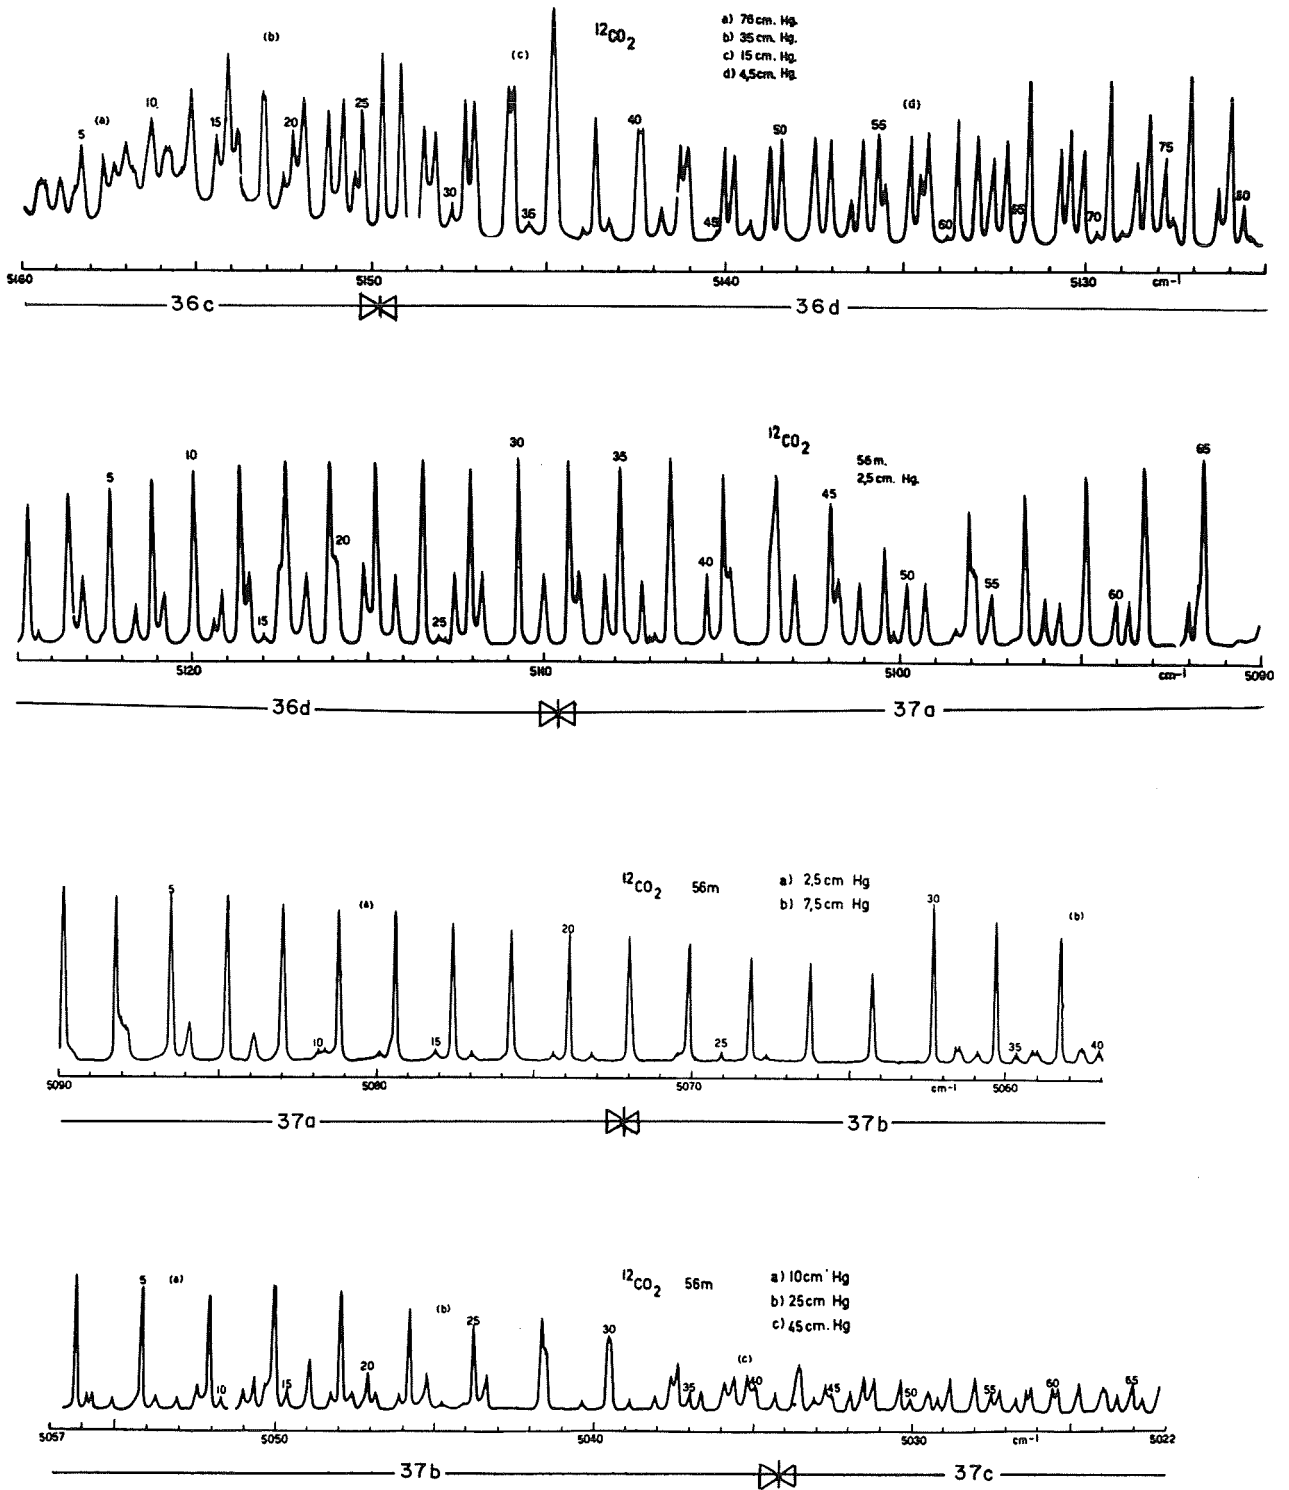 12CO2
a) 76 cm. Hg.
b) 35 cm. Hg.
c) 15 cm. Hg.
d) 4,5 cm. Hg.
(a) (b) (c) (d)
5 10 15 20 25 30 36 40 45 50 55 60 65 70 75 80
5160 5150 5140 5130 cm-1
36c 36d
12CO2
56 m.
2,5 cm. Hg.
5 10 15 20 25 30 35 40 45 50 55 60 65
5120 5110 5100 cm-1 5090
36d 37a
12CO2 56m
a) 2,5 cm Hg
b) 7,5 cm Hg
(a) (b)
5 10 15 20 25 30 35 40
5090 5080 5070 cm-1 5060
37a 37b
12CO2 56m
a) 10 cm Hg
b) 25 cm Hg
c) 45 cm. Hg
(a) (b) (c)
5 10 15 20 25 30 35 40 45 50 55 60 65
5057 5050 5040 5030 cm-1 5022
37b 37c